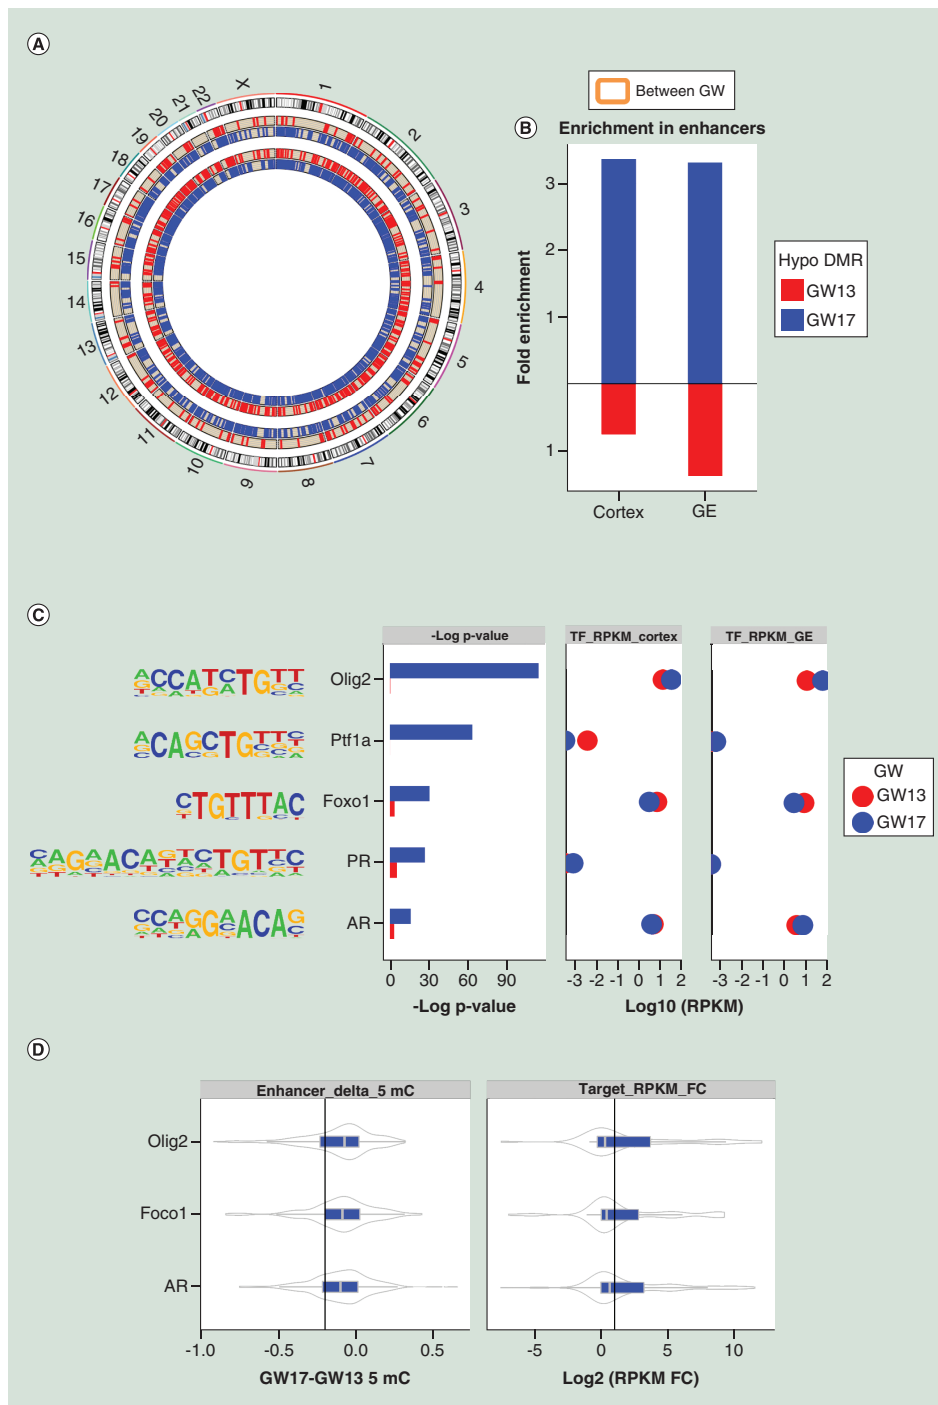 A
1
2
3
4
5
6
7
8
9
10
11
12
13
14
15
16
17
18
19
20
21
22
X
Between GW
B
Enrichment in enhancers
Fold enrichment
3
2
1
1
Cortex
GE
Hypo DMR
GW13
GW17
C
-Log p-value
TF_RPKM_cortex
TF_RPKM_GE
Olig2
Ptf1a
Foxo1
PR
AR
0 30 60 90
-3 -2 -1 0 1 2
-3 -2 -1 0 1 2
-Log p-value
Log10 (RPKM)
GW
GW13
GW17
D
Enhancer_delta_5 mC
Target_RPKM_FC
Olig2
Foco1
AR
-1.0 -0.5 0.0 0.5
-5 0 5 10
GW17-GW13 5 mC
Log2 (RPKM FC)